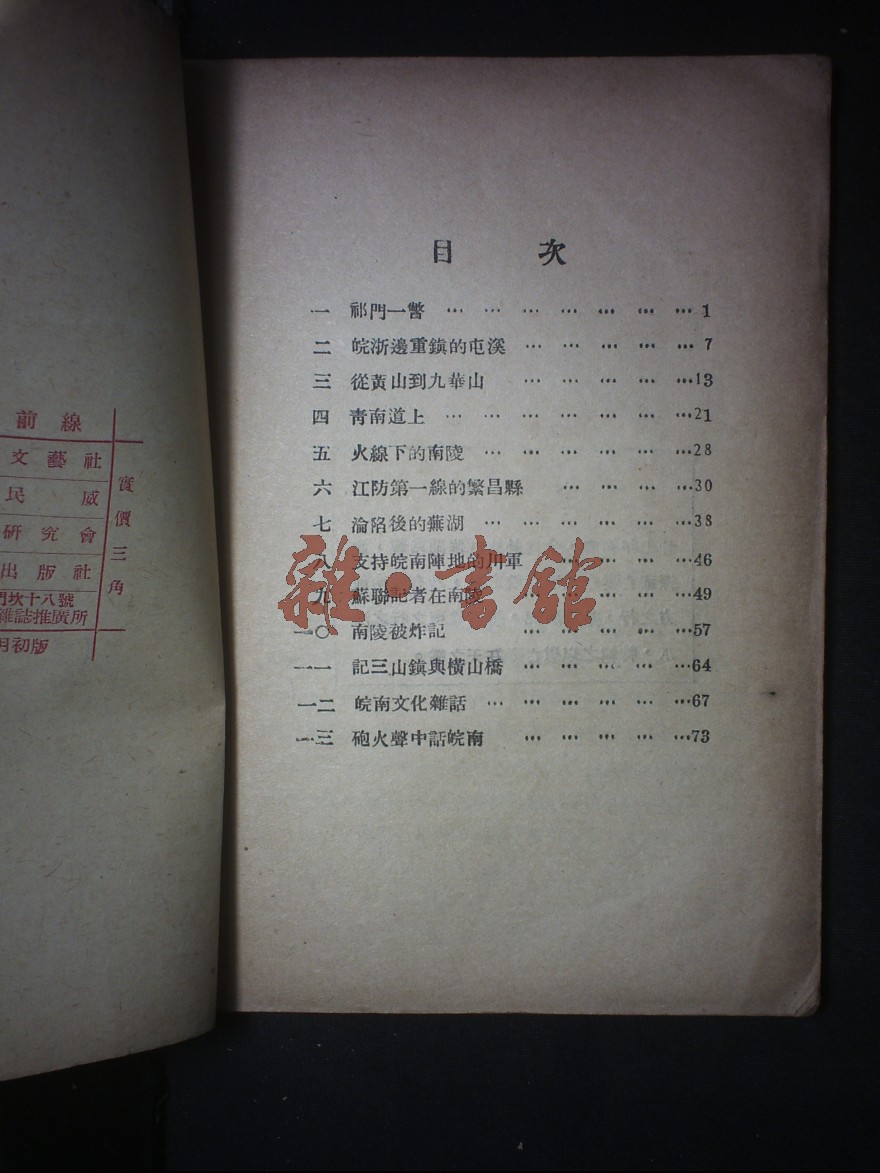 前線
文藝社
民威
研究會
出版社
門坎十八號
雜誌推廣所
月初版
實價三角
目次
一 祁門一瞥 … … … … … … … 1
二 皖浙邊重鎭的屯溪 … … … … … 7
三 從黃山到九華山 … … … … …13
四 靑南道上 … … … … … … …21
五 火線下的南陵 … … … … … …28
六 江防第一線的繁昌縣 … … … …30
七 淪陷後的蕪湖 … … … … … …38
八 支持皖南陣地的川軍 … … … …46
九 蘇聯記者在南陵 … … … … …49
一〇 南陵被炸記 … … … … …57
一一 記三山鎭與橫山橋 … … … … …64
一二 皖南文化雜話 … … … … … …67
一三 砲火聲中話皖南 … … … … …73
雜·書館